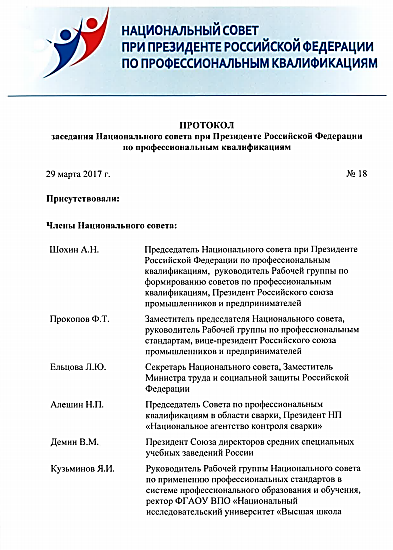 НАЦИОНАЛЬНЫЙ СОВЕТ
ПРИ ПРЕЗИДЕНТЕ РОССИЙСКОЙ ФЕДЕРАЦИИ
ПО ПРОФЕССИОНАЛЬНЫМ КВАЛИФИКАЦИЯМ
ПРОТОКОЛ
заседания Национального совета при Президенте Российской Федерации
по профессиональным квалификациям
29 марта 2017 г. № 18
Присутствовали:
Члены Национального совета:
Шохин А.Н. Председатель Национального совета при Президенте
Российской Федерации по профессиональным
квалификациям, руководитель Рабочей группы по
формированию советов по профессиональным
квалификациям, Президент Российского союза
промышленников и предпринимателей
Прокопов Ф.Т. Заместитель председателя Национального совета,
руководитель Рабочей группы по профессиональным
стандартам, вице-президент Российского союза
промышленников и предпринимателей
Ельцова Л.Ю. Секретарь Национального совета, Заместитель
Министра труда и социальной защиты Российской
Федерации
Алешин Н.П. Председатель Совета по профессиональным
квалификациям в области сварки, Президент НП
«Национальное агентство контроля сварки»
Демин В.М. Президент Союза директоров средних специальных
учебных заведений России
Кузьминов Я.И. Руководитель Рабочей группы Национального совета
по применению профессиональных стандартов в
системе профессионального образования и обучения,
ректор ФГАОУ ВПО «Национальный
исследовательский университет «Высшая школа